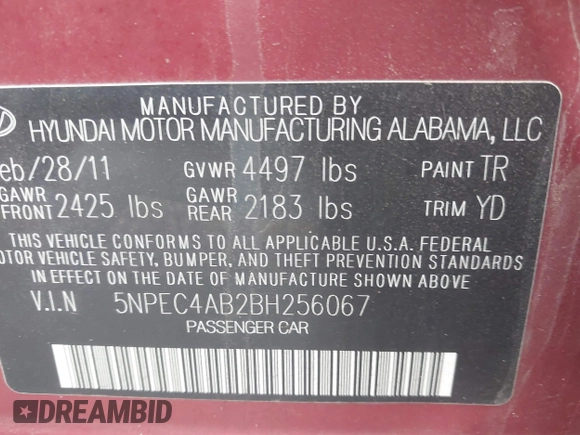 MANUFACTURED BY
HYUNDAI MOTOR MANUFACTURING ALABAMA, LLC
eb/28/11 GVWR 4497 lbs PAINT TR
GAWR FRONT 2425 lbs GAWR REAR 2183 lbs TRIM YD
THIS VEHICLE CONFORMS TO ALL APPLICABLE U.S.A. FEDERAL
OTOR VEHICLE SAFETY, BUMPER, AND THEFT PREVENTION STANDARDS
IN EFFECT ON THE DATE OF MANUFACTURE SHOWN ABOVE
V.I.N 5NPEC4AB2BH256067
PASSENGER CAR
DREAMBID